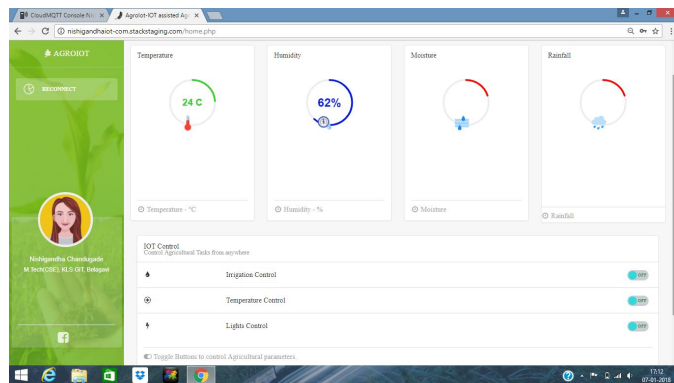 CloudMQTT Console
AgroIot-IOT assisted Agr
nishigandhaiot-com.stackstaging.com/home.php
AGROIOT
RECONNECT
Temperature
Humidity
Moisture
Rainfall
24 C
62%
Temperature - °C
Humidity - %
Moisture
Rainfall
Nishigandha Chandugade
M.Tech(CSE), KLS GIT, Belagavi
IOT Control
Control Agricultural Tasks from anywhere
Irrigation Control
OFF
Temperature Control
OFF
Lights Control
OFF
Toggle Buttons to control Agricultural parameters.
17:12
07-01-2018